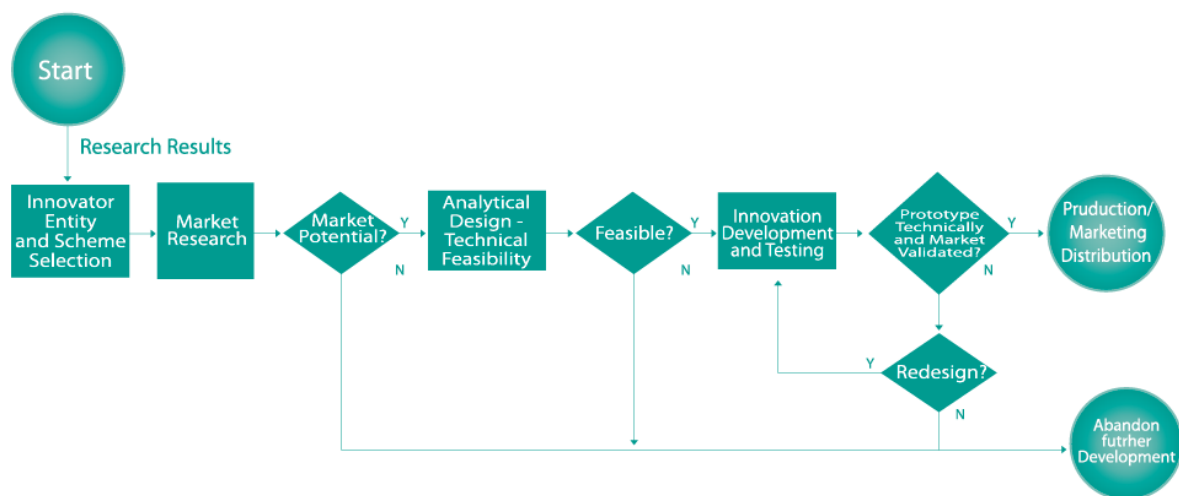 Start
Research Results
Innovator
Entity
and Scheme
Selection
Market
Research
Market
Potential?
Y
N
Analytical
Design -
Technical
Feasibility
Feasible?
Y
N
Innovation
Development
and Testing
Prototype
Technically
and Market
Validated?
Y
N
Pruduction/
Marketing
Distribution
Redesign?
Y
N
Abandon
futrher
Development